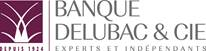 BANQUE
DELUBAC & CIE
EXPERTS ET INDÉPENDANTS
DEPUIS 1924